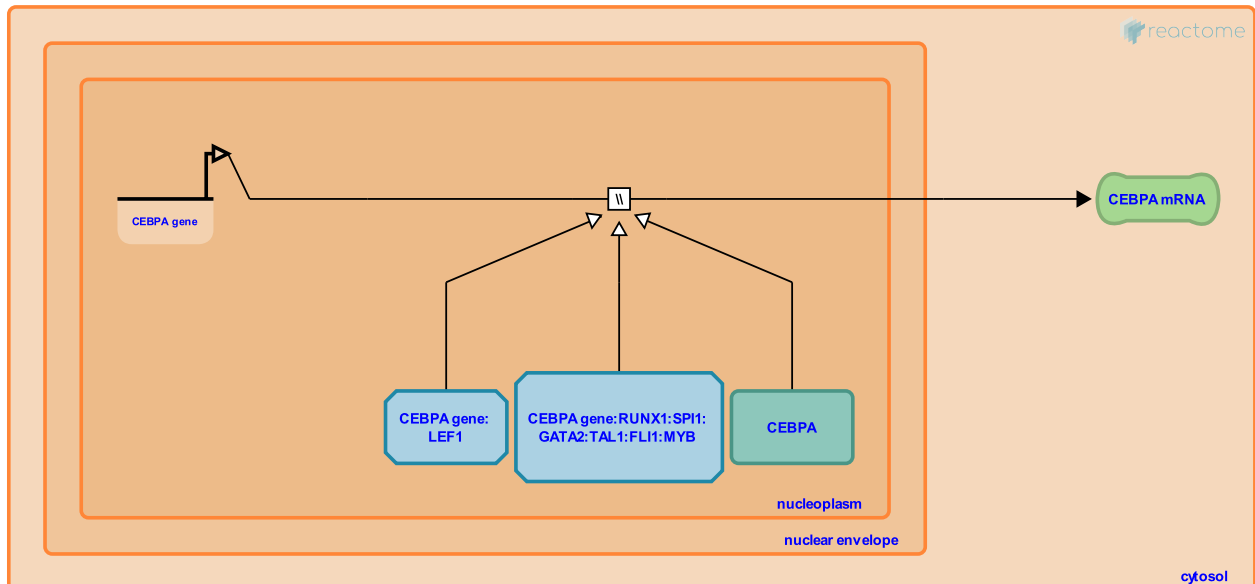 reactome
CEBPA gene
\\
CEBPA mRNA
CEBPA gene:
LEF1
CEBPA gene:RUNX1:SPI1:
GATA2:TAL1:FLI1:MYB
CEBPA
nucleoplasm
nuclear envelope
cytosol